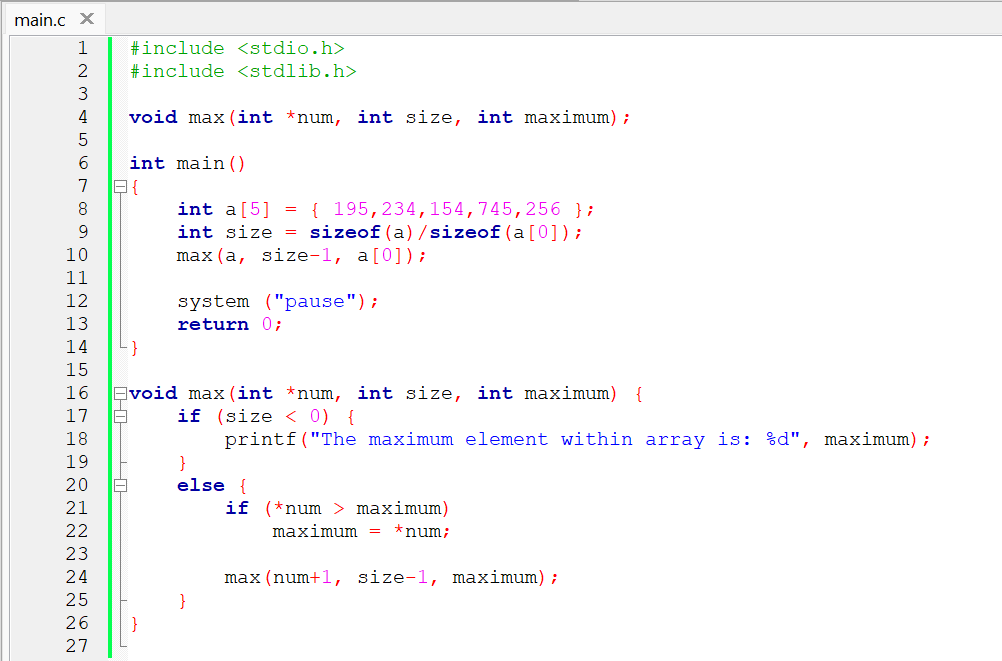 main.c
1 #include <stdio.h>
2 #include <stdlib.h>
3
4 void max(int *num, int size, int maximum);
5
6 int main()
7 {
8     int a[5] = { 195,234,154,745,256 };
9     int size = sizeof(a)/sizeof(a[0]);
10     max(a, size-1, a[0]);
11
12     system ("pause");
13     return 0;
14 }
15
16 void max(int *num, int size, int maximum) {
17     if (size < 0) {
18         printf("The maximum element within array is: %d", maximum);
19     }
20     else {
21         if (*num > maximum)
22             maximum = *num;
23
24         max(num+1, size-1, maximum);
25     }
26 }
27